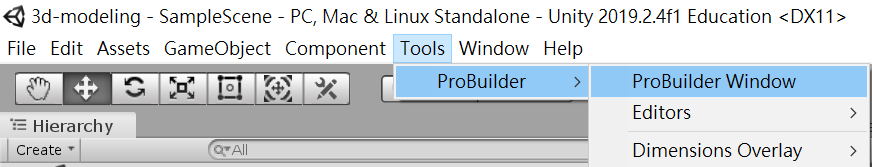 3d-modeling - SampleScene - PC, Mac & Linux Standalone - Unity 2019.2.4f1 Education <DX11>
File Edit Assets GameObject Component Tools Window Help
ProBuilder > ProBuilder Window
Hierarchy
Editors >
Create All
Dimensions Overlay >